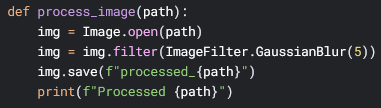 def process_image(path):
    img = Image.open(path)
    img = img.filter(ImageFilter.GaussianBlur(5))
    img.save(f"processed_{path}")
    print(f"Processed {path}")